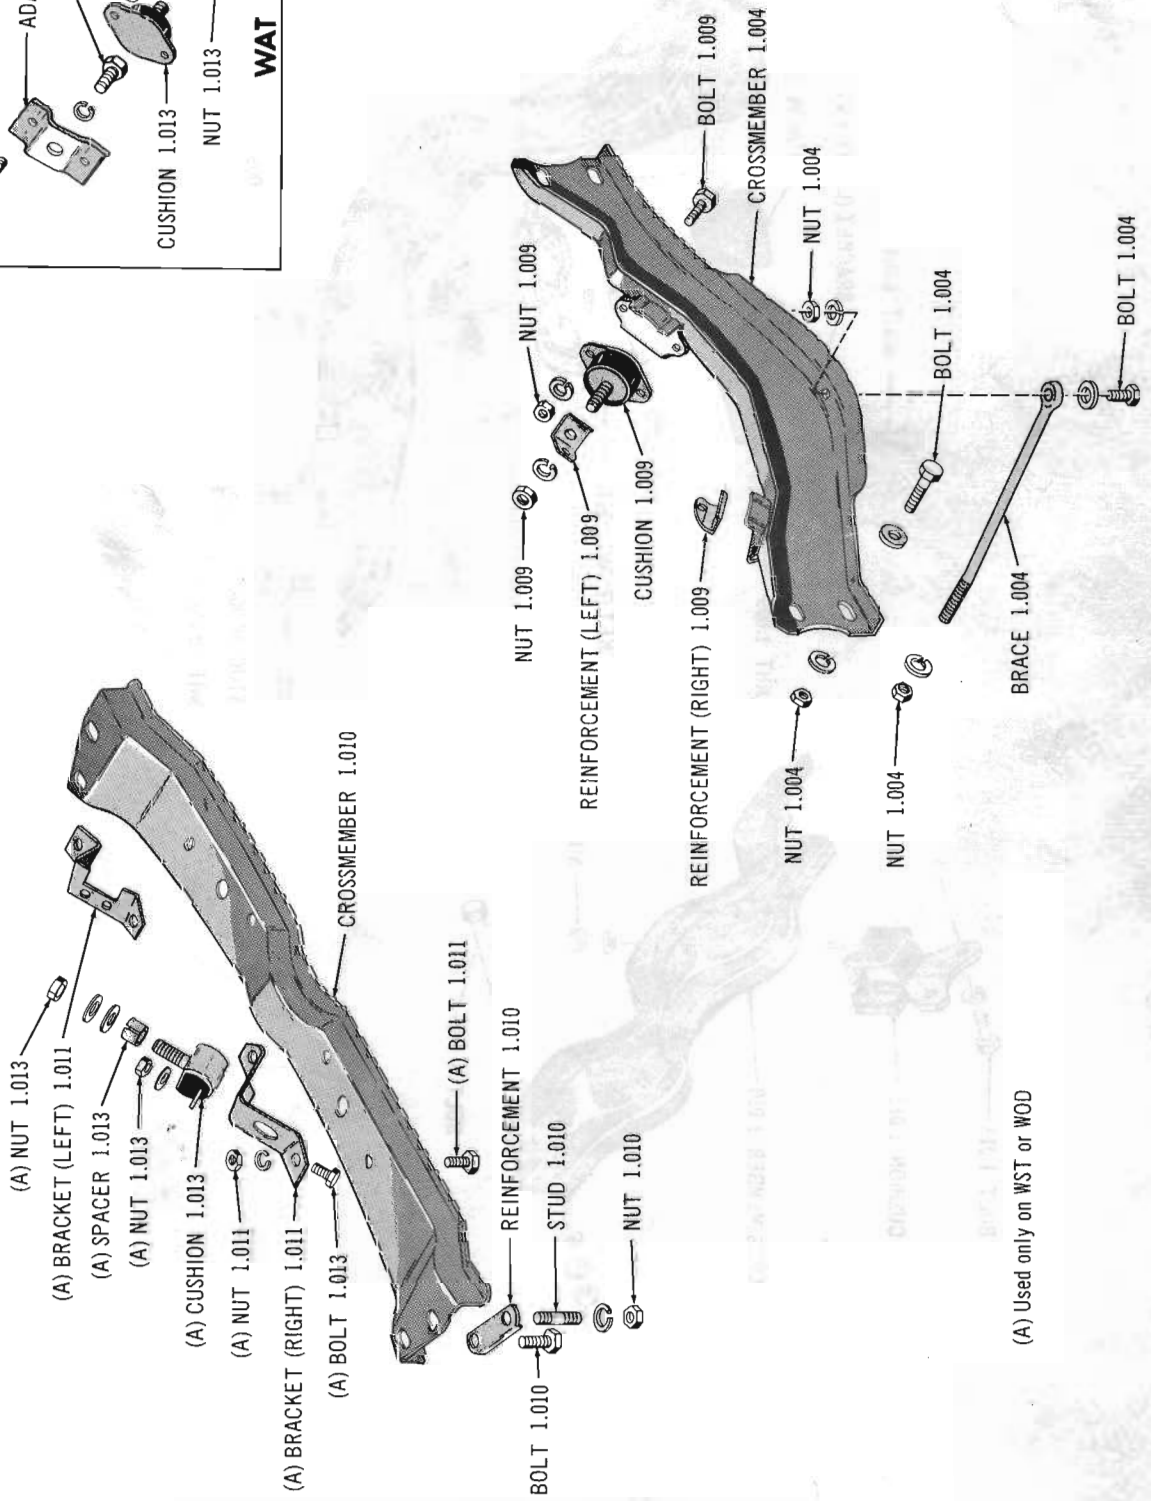 WAT
CUSHION 1.013
NUT 1.013
(A) NUT 1.013
(A) BRACKET (LEFT) 1.011
(A) SPACER 1.013
(A) NUT 1.013
(A) CUSHION 1.013
(A) NUT 1.011
(A) BRACKET (RIGHT) 1.011
(A) BOLT 1.013
CROSSMEMBER 1.010
(A) BOLT 1.011
REINFORCEMENT 1.010
STUD 1.010
BOLT 1.010
NUT 1.010
NUT 1.009
NUT 1.009
REINFORCEMENT (LEFT) 1.009
CUSHION 1.009
REINFORCEMENT (RIGHT) 1.009
BOLT 1.009
CROSSMEMBER 1.004
NUT 1.004
BOLT 1.004
BOLT 1.004
BRACE 1.004
NUT 1.004
NUT 1.004
(A) Used only on WST or WOD